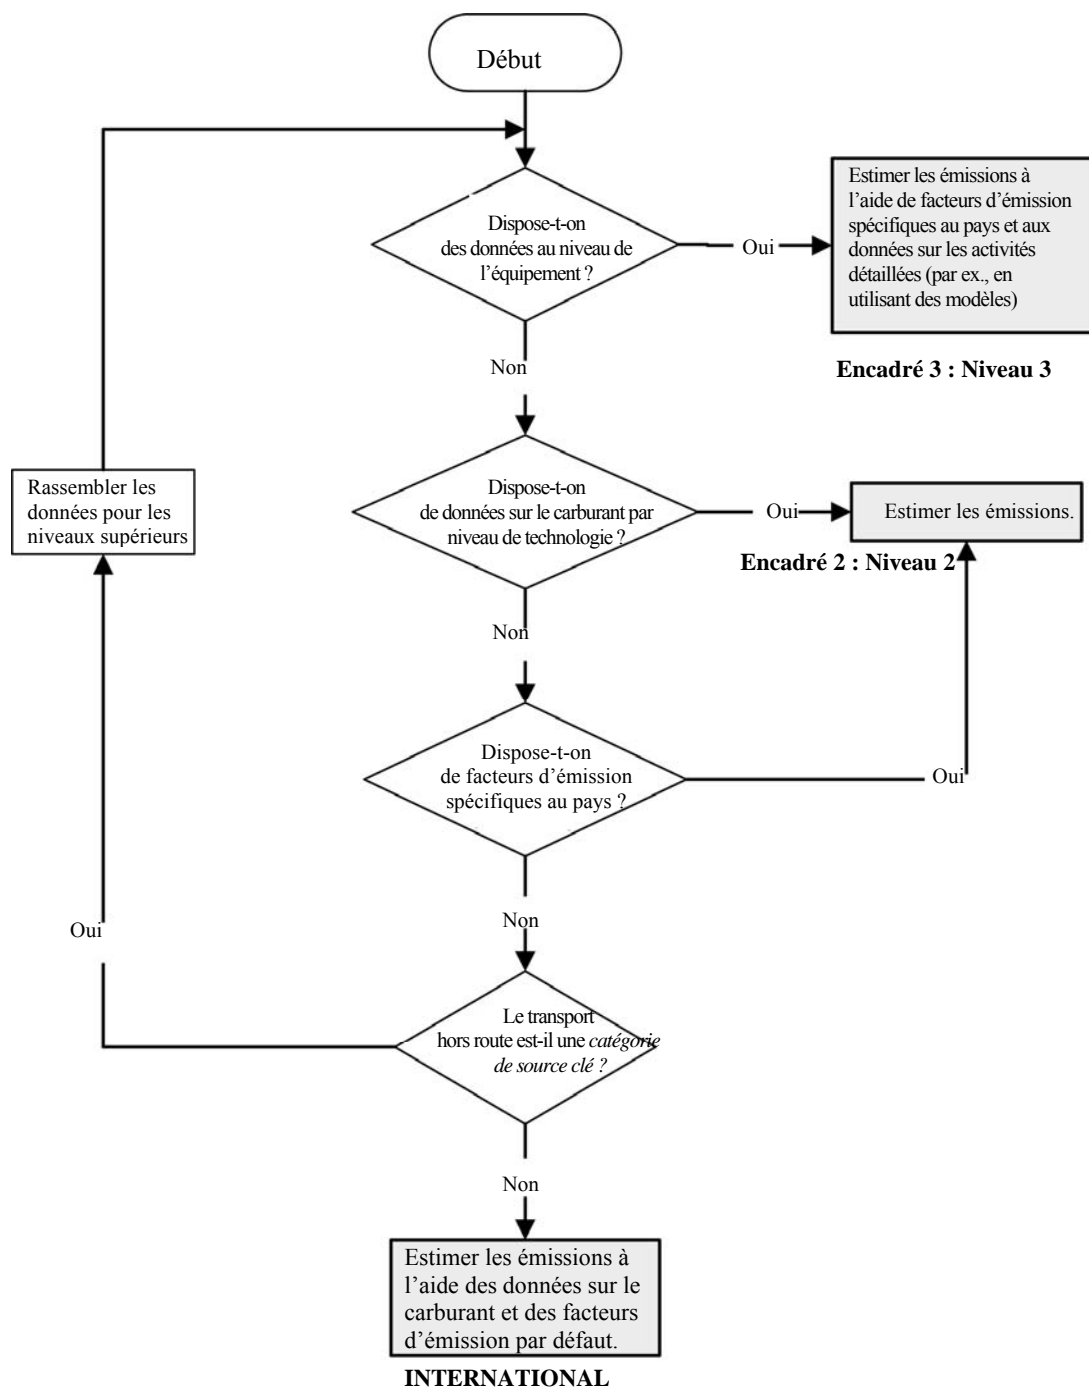 Début
Dispose-t-on
des données au niveau de
l’équipement ?
Oui
Estimer les émissions à
l’aide de facteurs d’émission
spécifiques au pays et aux
données sur les activités
détaillées (par ex., en
utilisant des modèles)
Encadré 3 : Niveau 3
Non
Dispose-t-on
de données sur le carburant par
niveau de technologie ?
Oui
Estimer les émissions.
Encadré 2 : Niveau 2
Rassembler les
données pour les
niveaux supérieurs
Non
Dispose-t-on
de facteurs d’émission
spécifiques au pays ?
Oui
Non
Oui
Le transport
hors route est-il une catégorie
de source clé ?
Non
Estimer les émissions à
l’aide des données sur le
carburant et des facteurs
d’émission par défaut.
INTERNATIONAL